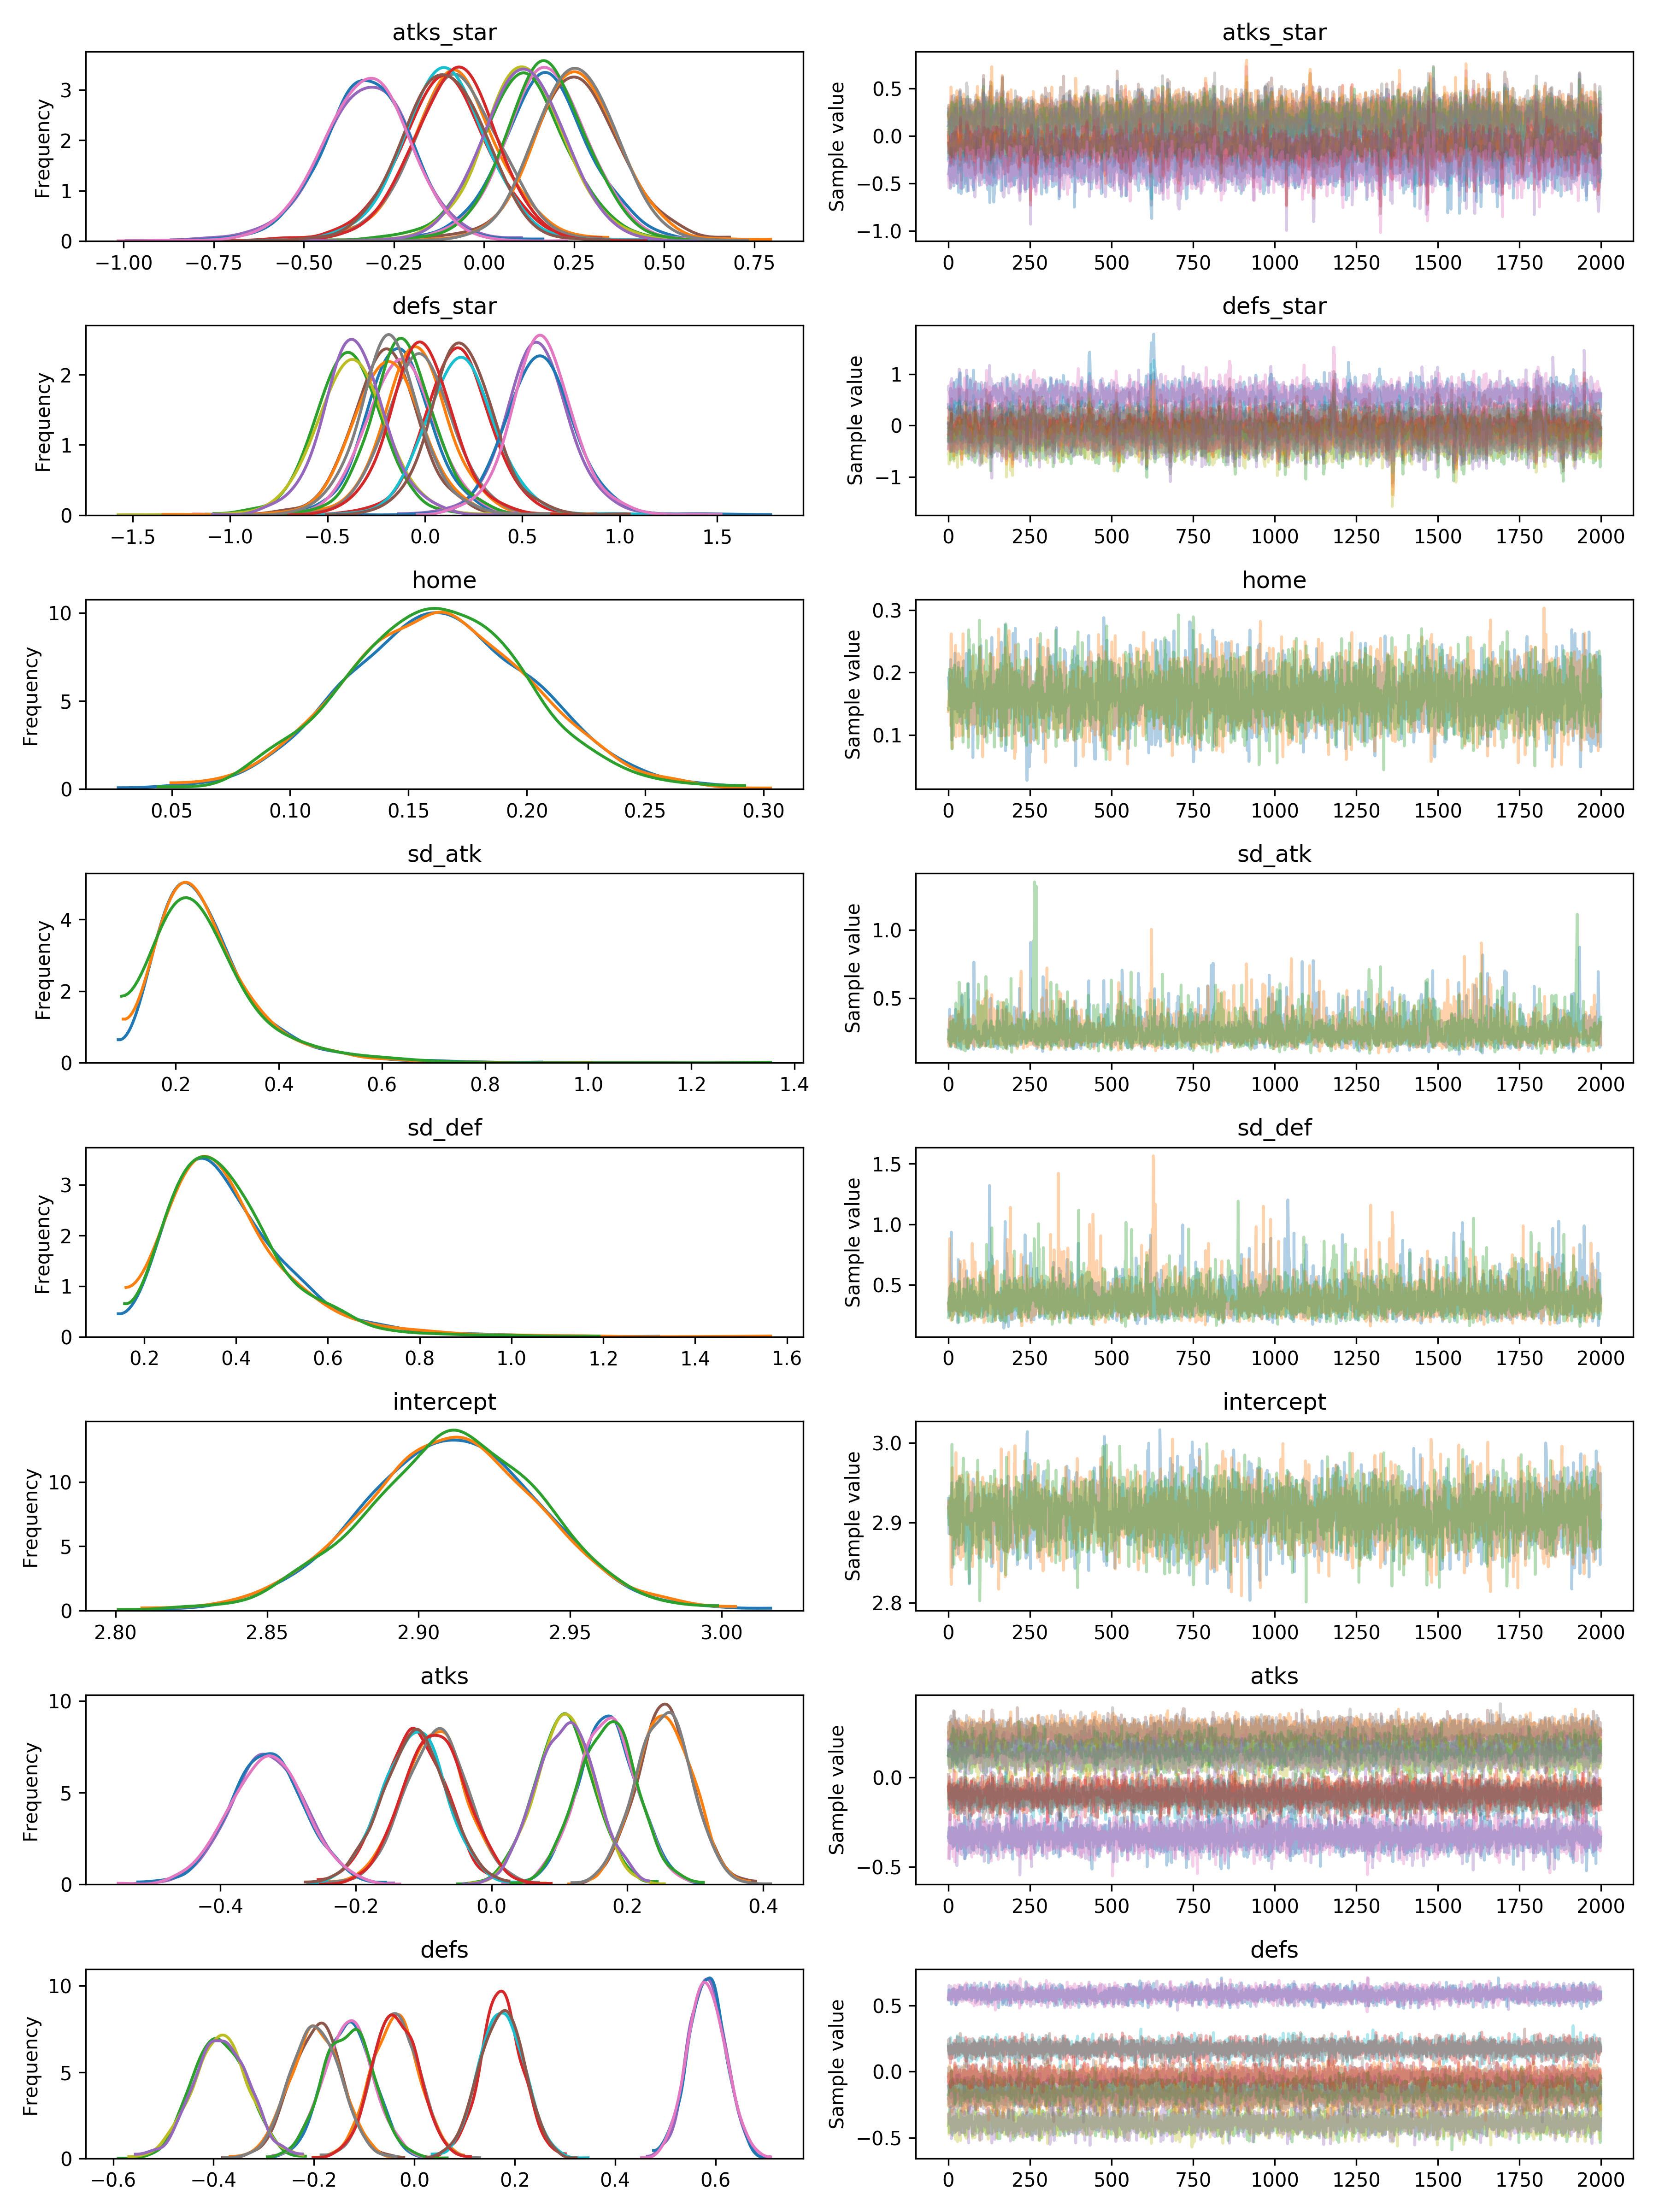 atks_star atks_star
Frequency Sample value
3
2
1
0
−1.00 −0.75 −0.50 −0.25 0.00 0.25 0.50 0.75
0.5
0.0
−0.5
−1.0
0 250 500 750 1000 1250 1500 1750 2000
defs_star defs_star
Frequency Sample value
2
1
0
−1.5 −1.0 −0.5 0.0 0.5 1.0 1.5
1
0
−1
0 250 500 750 1000 1250 1500 1750 2000
home home
Frequency Sample value
10
5
0
0.05 0.10 0.15 0.20 0.25 0.30
0.3
0.2
0.1
0 250 500 750 1000 1250 1500 1750 2000
sd_atk sd_atk
Frequency Sample value
4
2
0
0.2 0.4 0.6 0.8 1.0 1.2 1.4
1.0
0.5
0 250 500 750 1000 1250 1500 1750 2000
sd_def sd_def
Frequency Sample value
3
2
1
0
0.2 0.4 0.6 0.8 1.0 1.2 1.4 1.6
1.5
1.0
0.5
0 250 500 750 1000 1250 1500 1750 2000
intercept intercept
Frequency Sample value
10
5
0
2.80 2.85 2.90 2.95 3.00
3.0
2.9
2.8
0 250 500 750 1000 1250 1500 1750 2000
atks atks
Frequency Sample value
10
5
0
−0.4 −0.2 0.0 0.2 0.4
0.0
−0.5
0 250 500 750 1000 1250 1500 1750 2000
defs defs
Frequency Sample value
10
5
0
−0.6 −0.4 −0.2 0.0 0.2 0.4 0.6
0.5
0.0
−0.5
0 250 500 750 1000 1250 1500 1750 2000